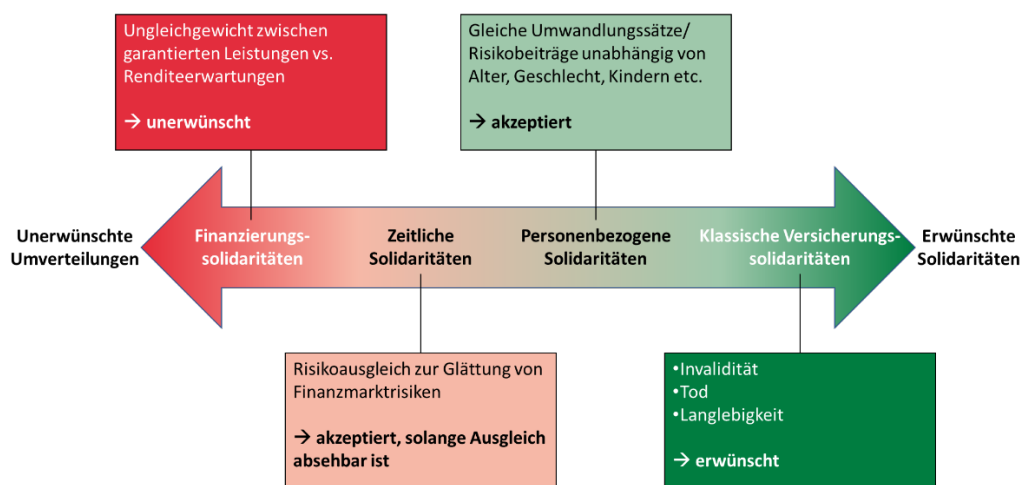 Ungleichgewicht zwischen
garantierten Leistungen vs.
Renditeerwartungen
→ unerwünscht
Gleiche Umwandlungssätze/
Risikobeiträge unabhängig von
Alter, Geschlecht, Kindern etc.
→ akzeptiert
Unerwünschte
Umverteilungen
Finanzierungs-
solidaritäten
Zeitliche
Solidaritäten
Personenbezogene
Solidaritäten
Klassische Versicherungs-
solidaritäten
Erwünschte
Solidaritäten
Risikoausgleich zur Glättung von
Finanzmarktrisiken
→ akzeptiert, solange Ausgleich
absehbar ist
•Invalidität
•Tod
•Langlebigkeit
→ erwünscht